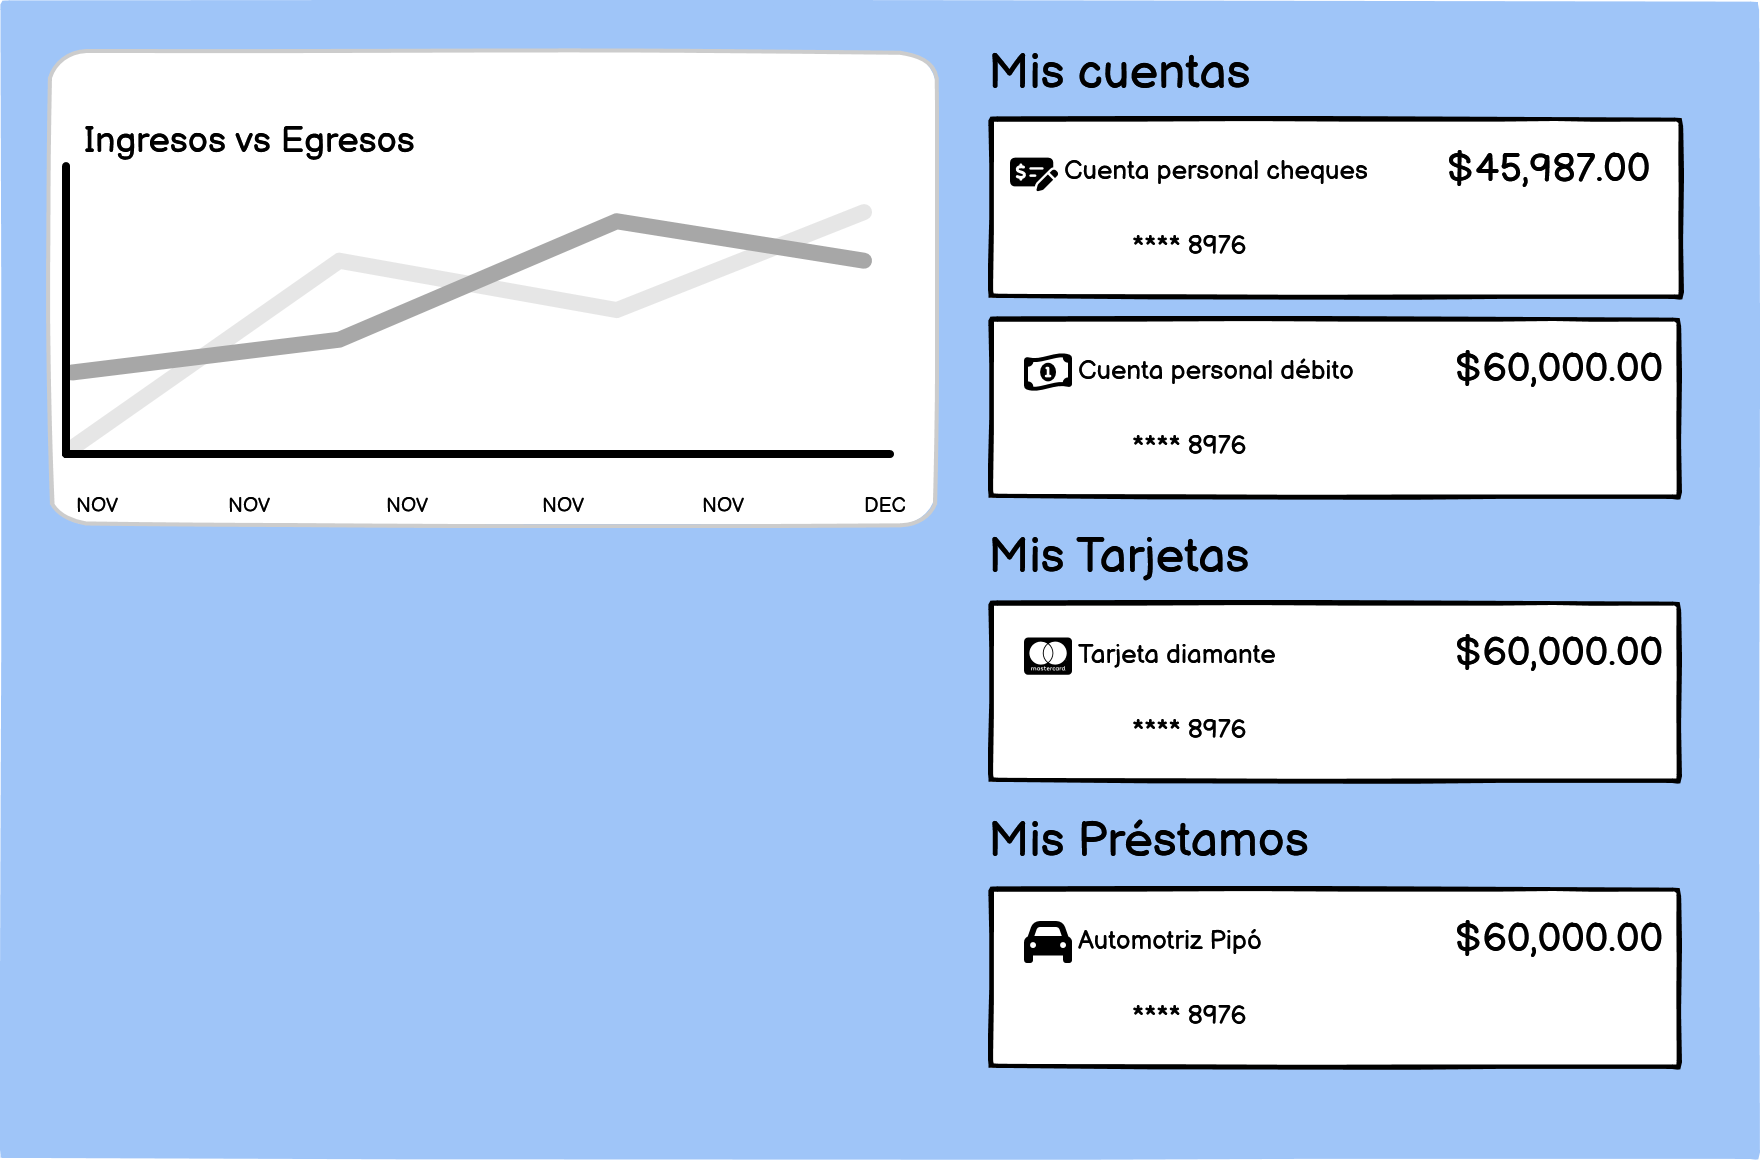 Ingresos vs Egresos
NOV NOV NOV NOV NOV DEC
Mis cuentas
$ Cuenta personal cheques $45,987.00
**** 8976
1 Cuenta personal débito $60,000.00
**** 8976
Mis Tarjetas
mastercard Tarjeta diamante $60,000.00
**** 8976
Mis Préstamos
Automotriz Pipó $60,000.00
**** 8976